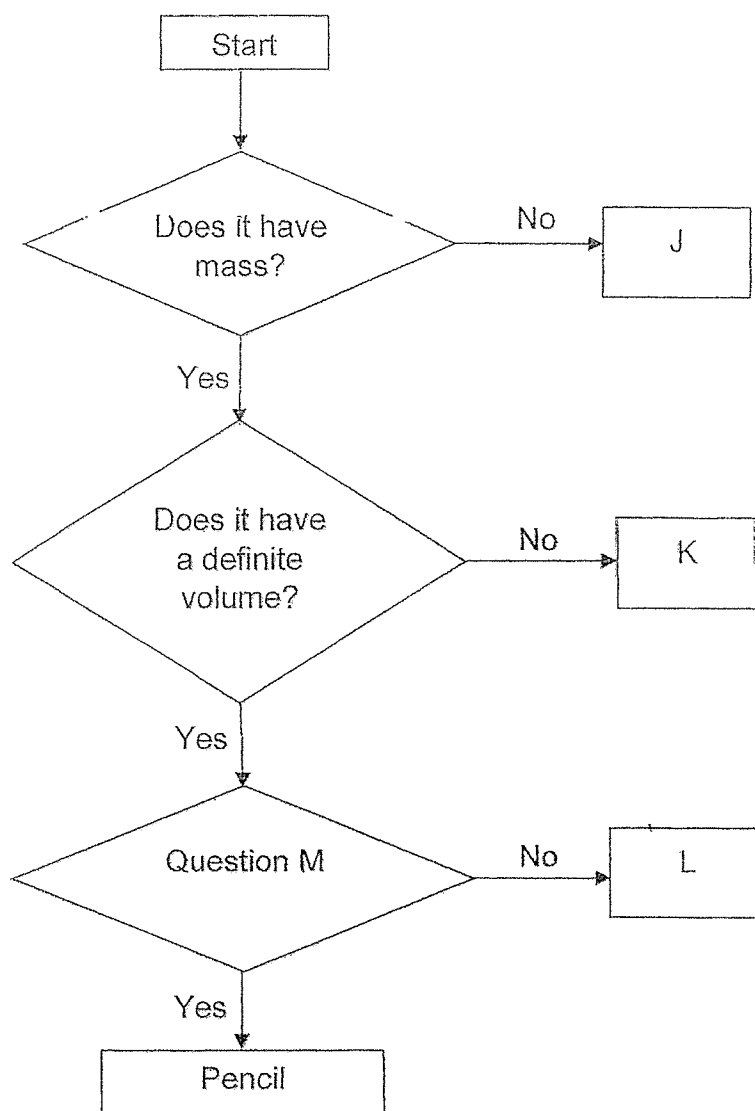 Start
Does it have
mass?
No
J
Yes
Does it have
a definite
volume?
No
K
Yes
Question M
No
L
Yes
Pencil